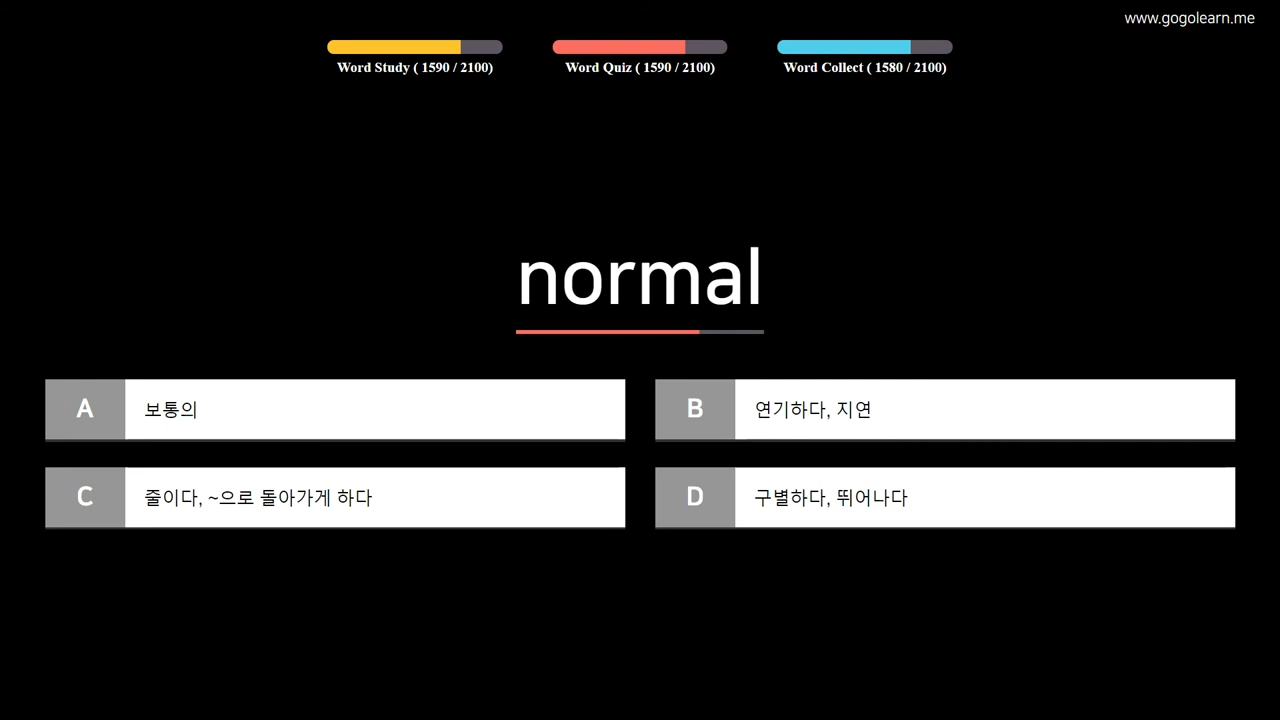 www.gogolearn.me
Word Study ( 1590 / 2100)
Word Quiz ( 1590 / 2100)
Word Collect ( 1580 / 2100)
normal
A 보통의
B 연기하다, 지연
C 줄이다, ~으로 돌아가게 하다
D 구별하다, 뛰어나다